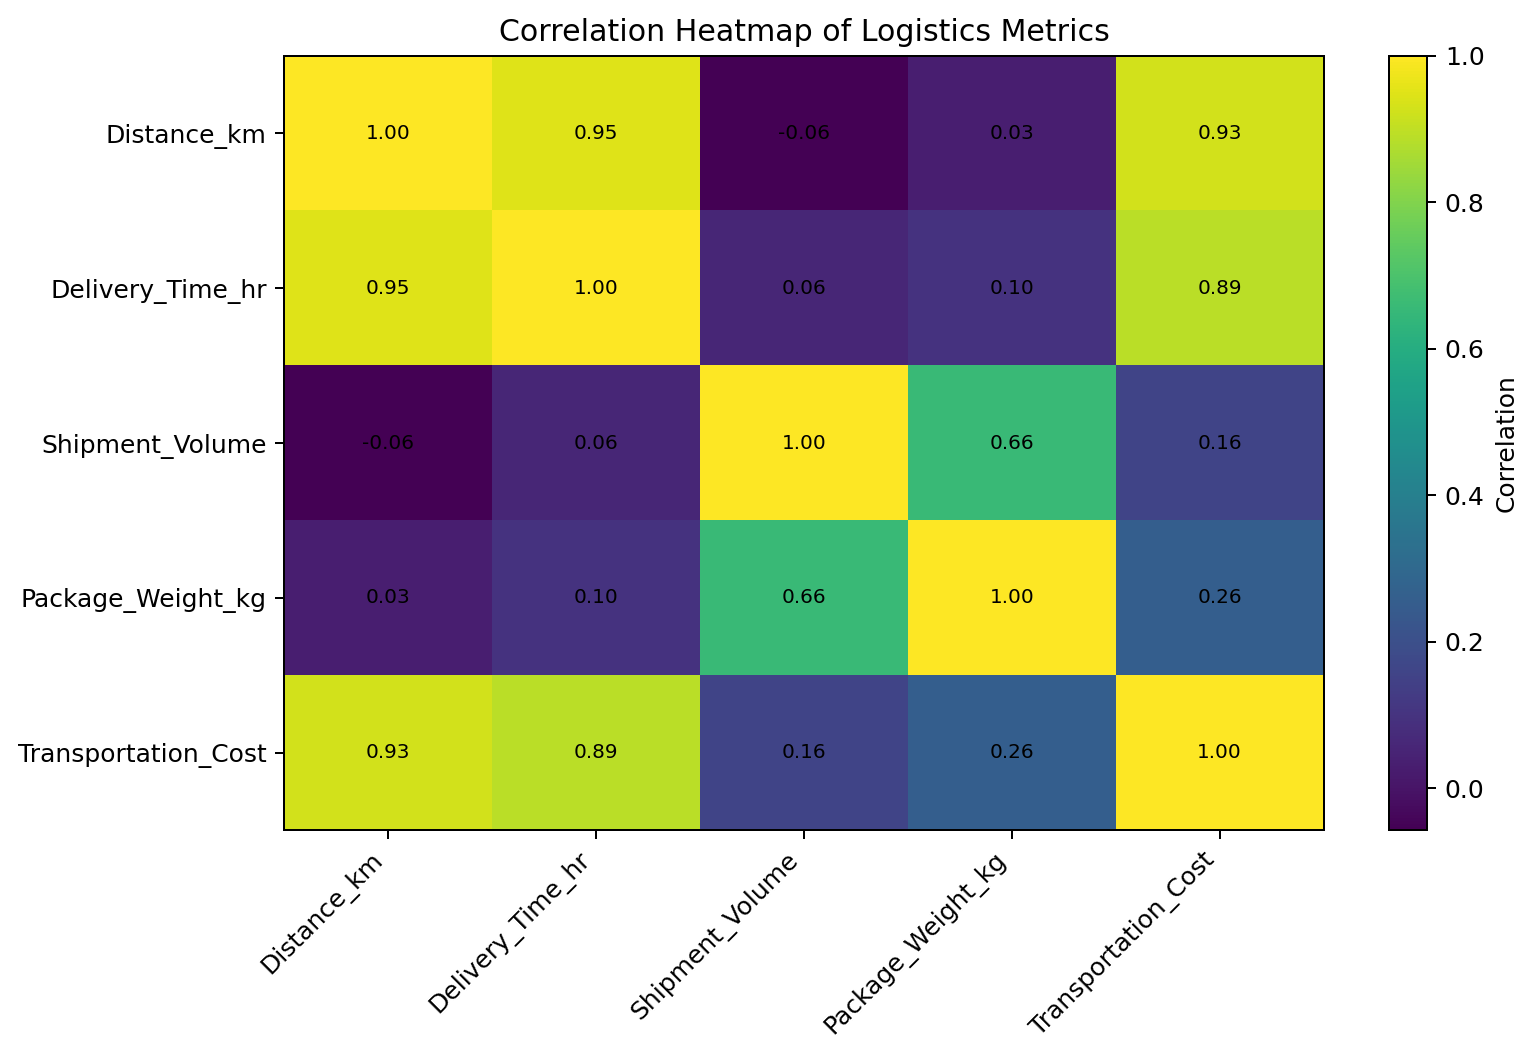 Correlation Heatmap of Logistics Metrics
Distance_km 1.00 0.95 -0.06 0.03 0.93
Delivery_Time_hr 0.95 1.00 0.06 0.10 0.89
Shipment_Volume -0.06 0.06 1.00 0.66 0.16
Package_Weight_kg 0.03 0.10 0.66 1.00 0.26
Transportation_Cost 0.93 0.89 0.16 0.26 1.00
Distance_km
Delivery_Time_hr
Shipment_Volume
Package_Weight_kg
Transportation_Cost
1.0
0.8
0.6
0.4
0.2
0.0
Correlation